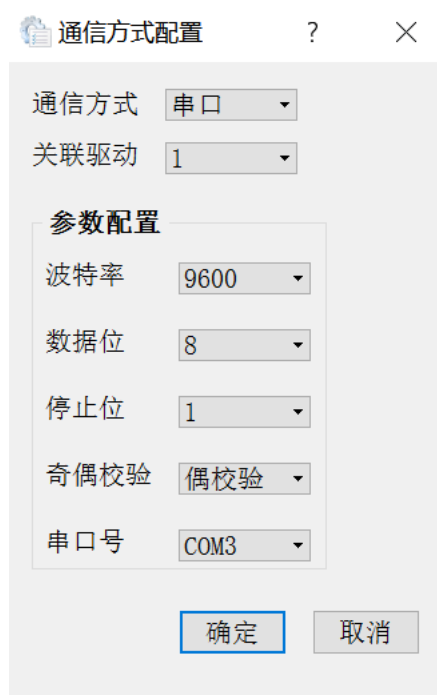 通信方式配置 ?
通信方式 串口
关联驱动 1
参数配置
波特率 9600
数据位 8
停止位 1
奇偶校验 偶校验
串口号 COM3
确定 取消